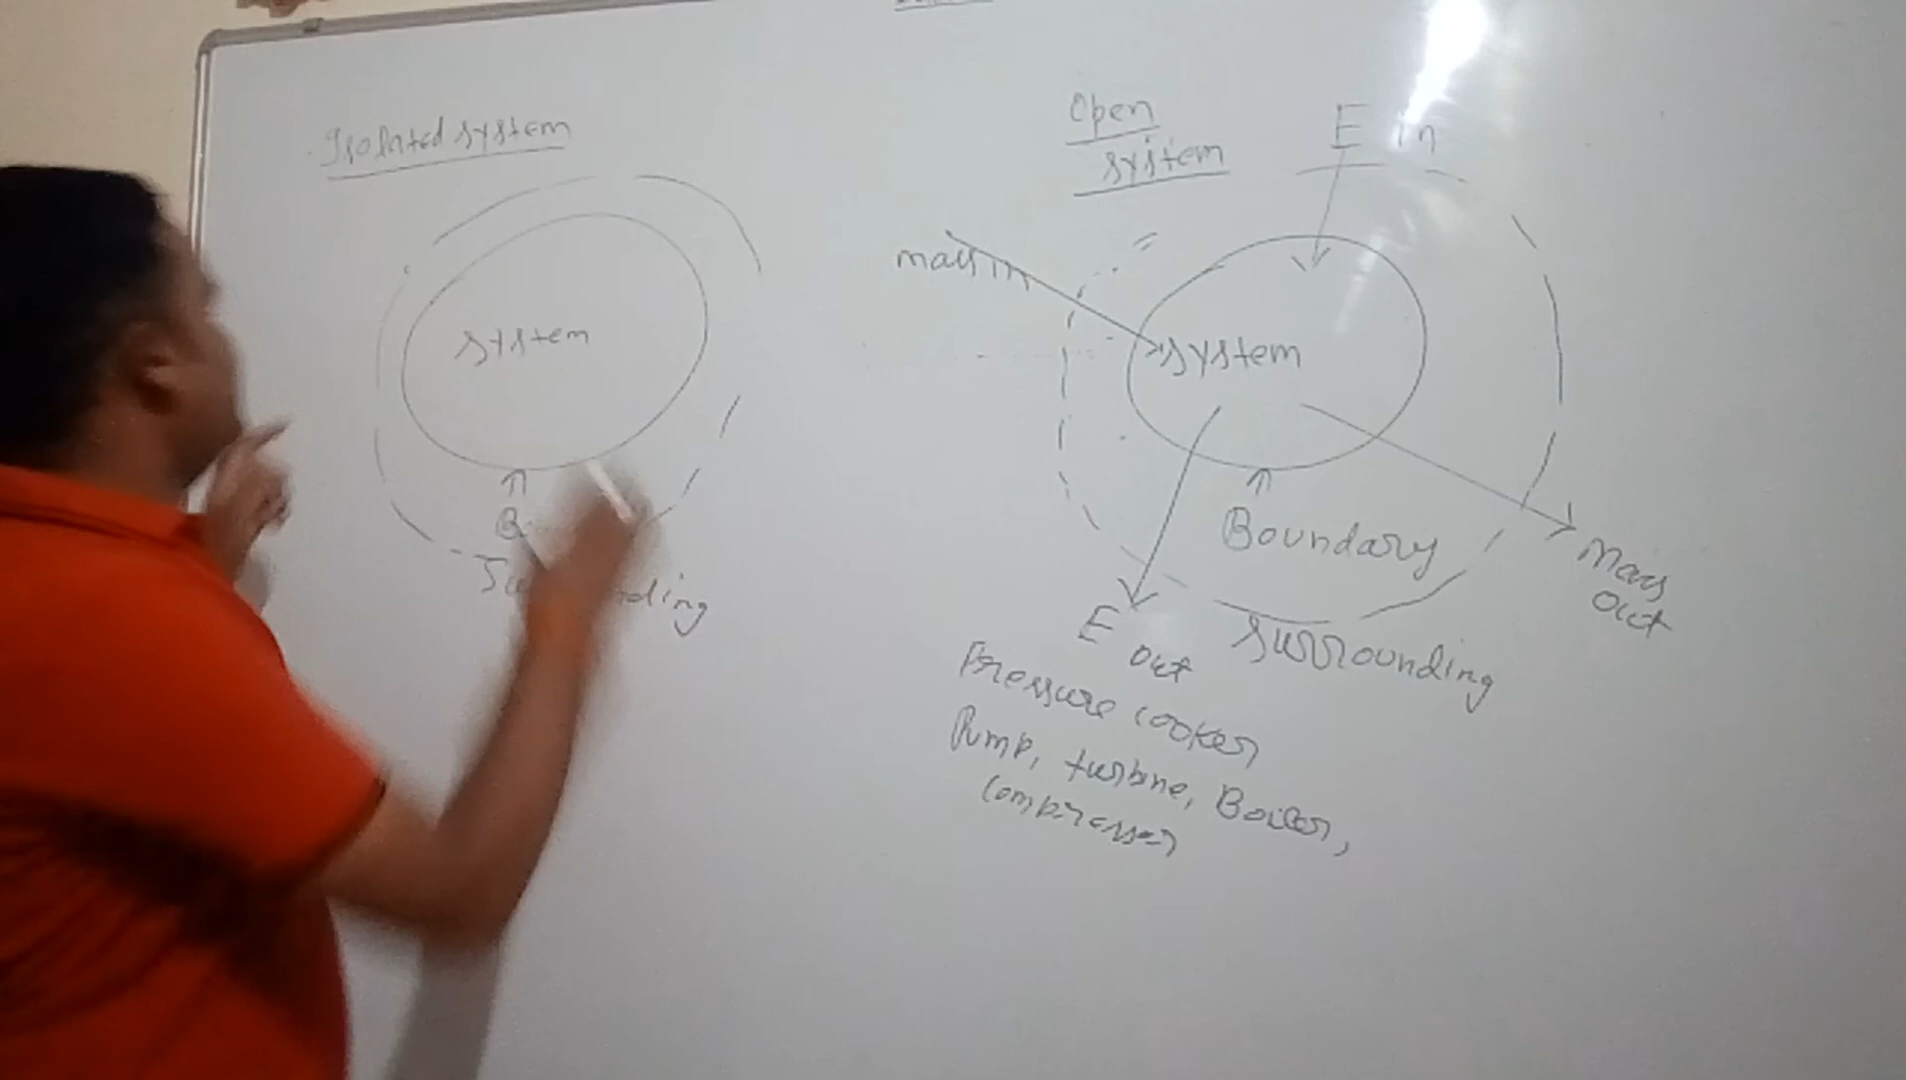 Isolated system
system
Open
system
E in
mass in
system
Boundary
Mass
out
E out
surrounding
Pressure cooker
Pump, turbine, Boiler,
Compressor